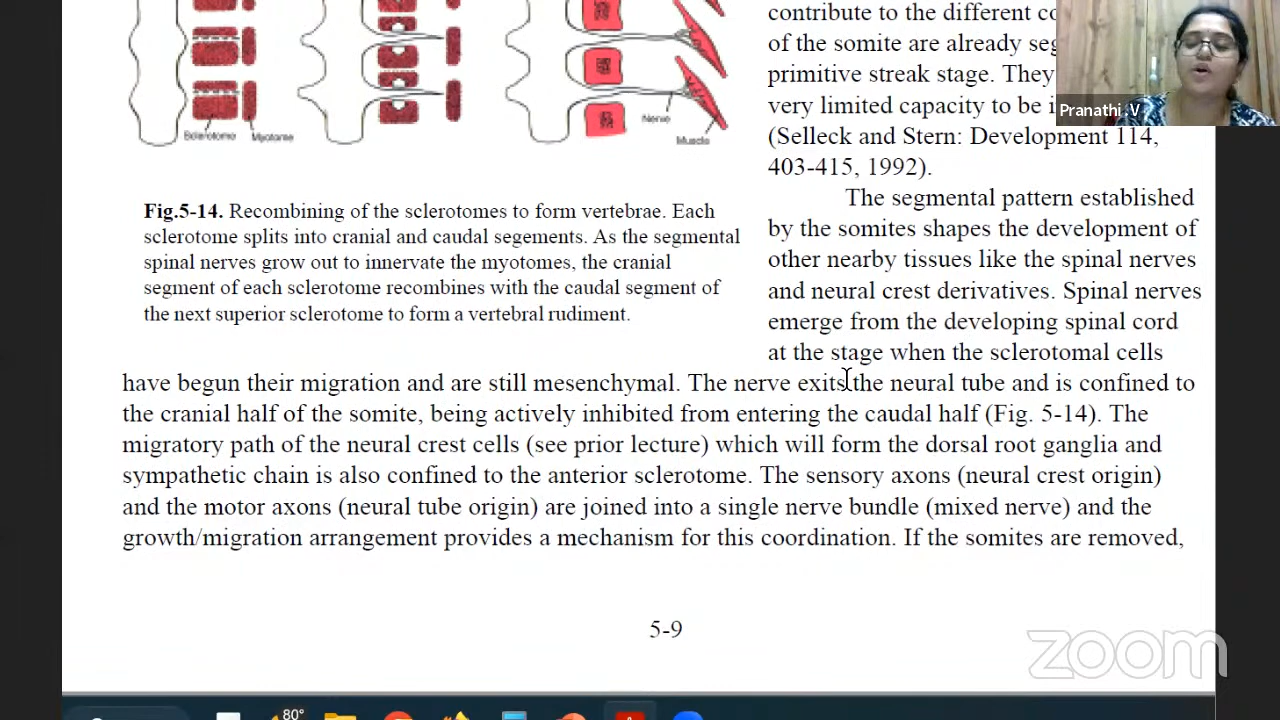 contribute to the different co
of the somite are already seg
primitive streak stage. They
very limited capacity to be i
(Selleck and Stern: Development 114,
403-415, 1992).
Pranathi .V
Sclerotome
Myotome
Nerve
Muscle
Fig.5-14. Recombining of the sclerotomes to form vertebrae. Each
sclerotome splits into cranial and caudal segements. As the segmental
spinal nerves grow out to innervate the myotomes, the cranial
segment of each sclerotome recombines with the caudal segment of
the next superior sclerotome to form a vertebral rudiment.
The segmental pattern established
by the somites shapes the development of
other nearby tissues like the spinal nerves
and neural crest derivatives. Spinal nerves
emerge from the developing spinal cord
at the stage when the sclerotomal cells
have begun their migration and are still mesenchymal. The nerve exits the neural tube and is confined to
the cranial half of the somite, being actively inhibited from entering the caudal half (Fig. 5-14). The
migratory path of the neural crest cells (see prior lecture) which will form the dorsal root ganglia and
sympathetic chain is also confined to the anterior sclerotome. The sensory axons (neural crest origin)
and the motor axons (neural tube origin) are joined into a single nerve bundle (mixed nerve) and the
growth/migration arrangement provides a mechanism for this coordination. If the somites are removed,
5-9
zoom
80°